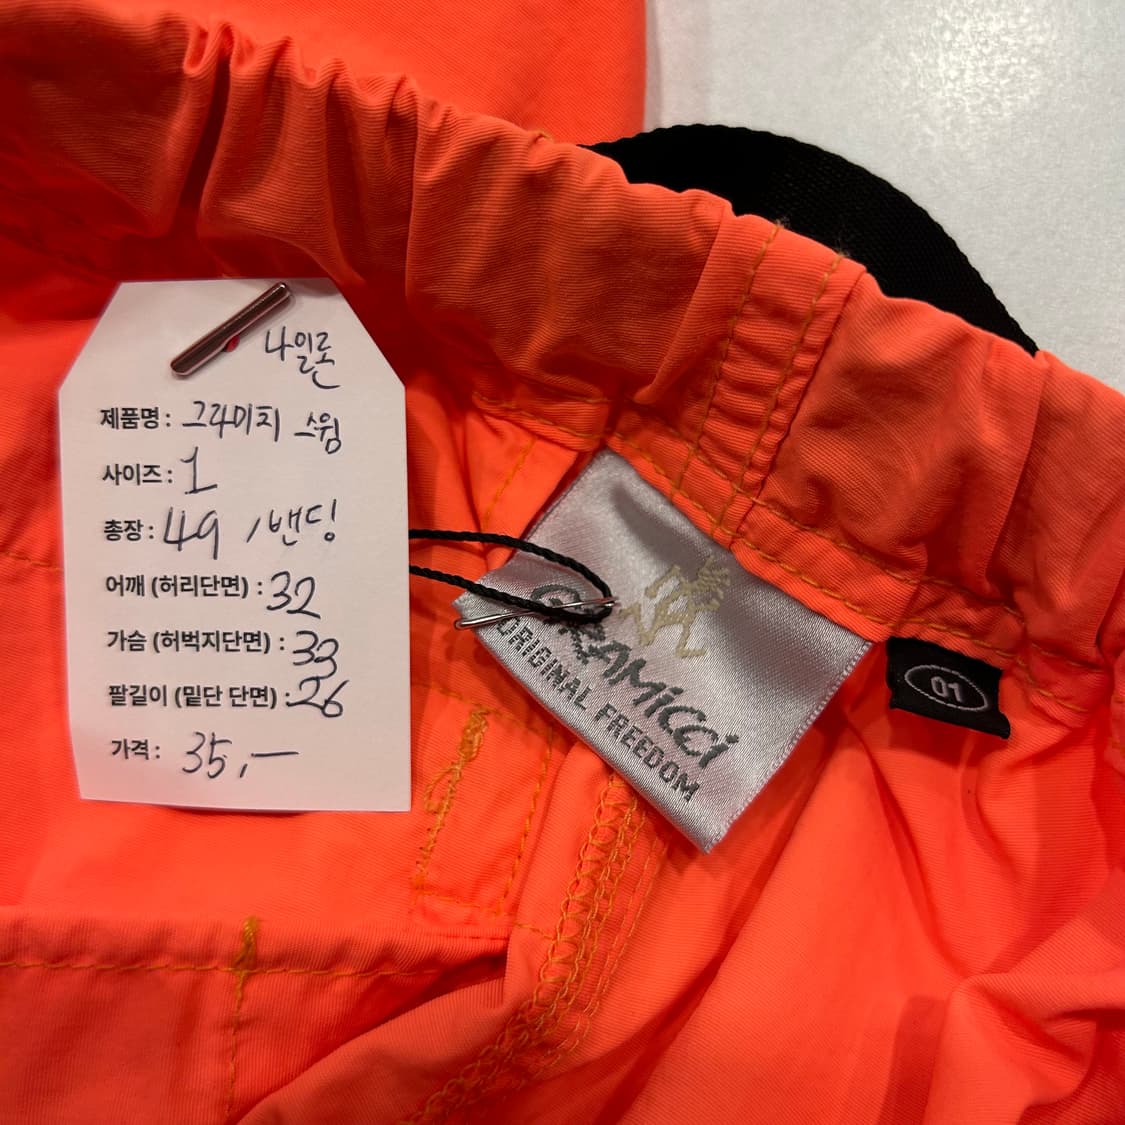 나일론
제품명 : 그라미치 스윔
사이즈 : 1
총장 : 49 / 밴딩
어깨 (허리단면) : 32
가슴 (허벅지단면) : 33
팔길이 (밑단 단면) : 26
가격 : 35,-
GRAMiCCi
ORIGINAL FREEDOM
01